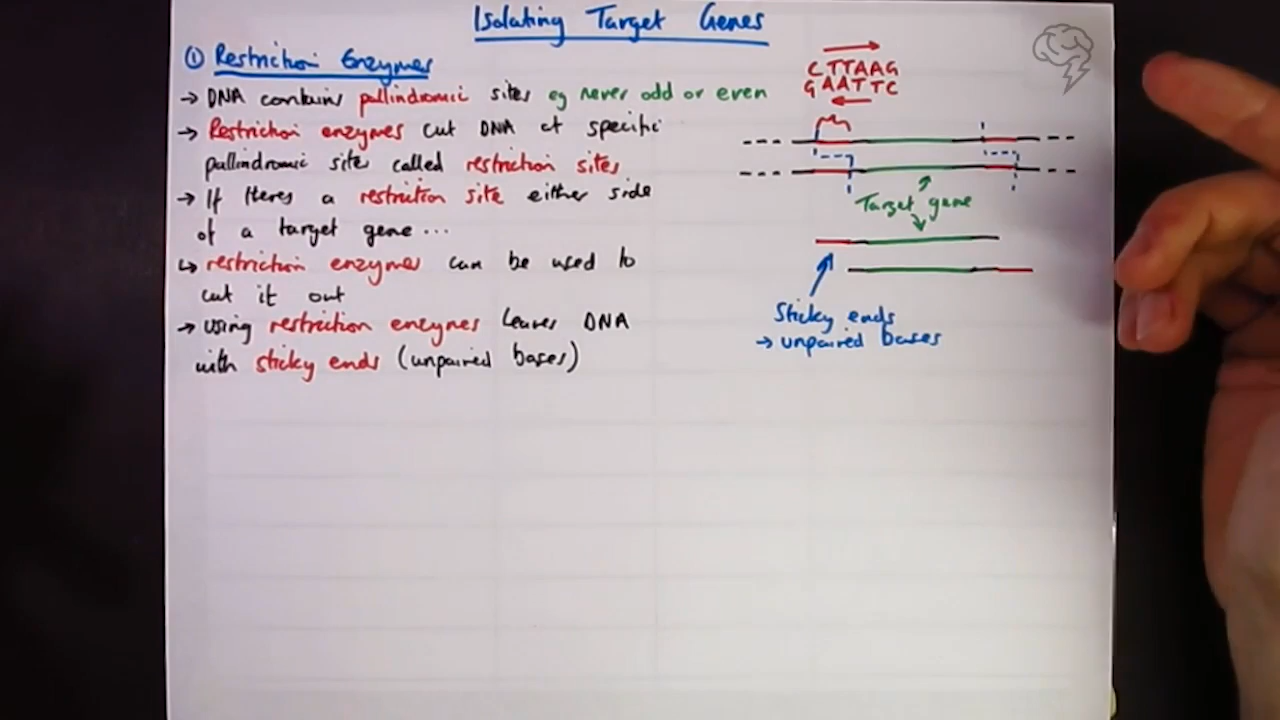 Isolating Target Genes
① Restriction Enzymes
→ DNA contains pallindromic sites eg never odd or even
→ Restriction enzymes cut DNA at specific
pallindromic site called restriction sites
→ If theres a restriction site either side
of a target gene...
↳ restriction enzymes can be used to
cut it out
→ using restriction enzymes leaves DNA
with sticky ends (unpaired bases)
CTTAAG
GAATTC
Target gene
Sticky ends
→ unpaired bases